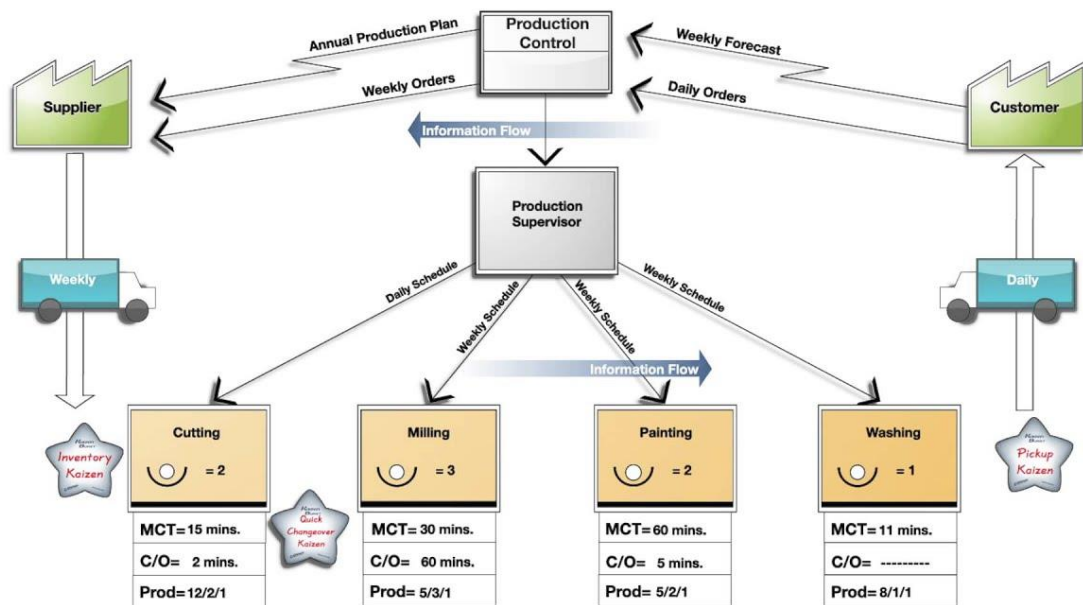 Production
Control
Annual Production Plan
Weekly Orders
Weekly Forecast
Daily Orders
Supplier
Customer
Information Flow
Production
Supervisor
Weekly
Daily
Daily Schedule
Weekly Schedule
Weekly Schedule
Weekly Schedule
Information Flow
Inventory
Kaizen
Cutting
= 2
MCT= 15 mins.
C/O= 2 mins.
Prod= 12/2/1
Quick
Changeover
Kaizen
Milling
= 3
MCT= 30 mins.
C/O= 60 mins.
Prod= 5/3/1
Painting
= 2
MCT= 60 mins.
C/O= 5 mins.
Prod= 5/2/1
Washing
= 1
MCT= 11 mins.
C/O= ---------
Prod= 8/1/1
Pickup
Kaizen